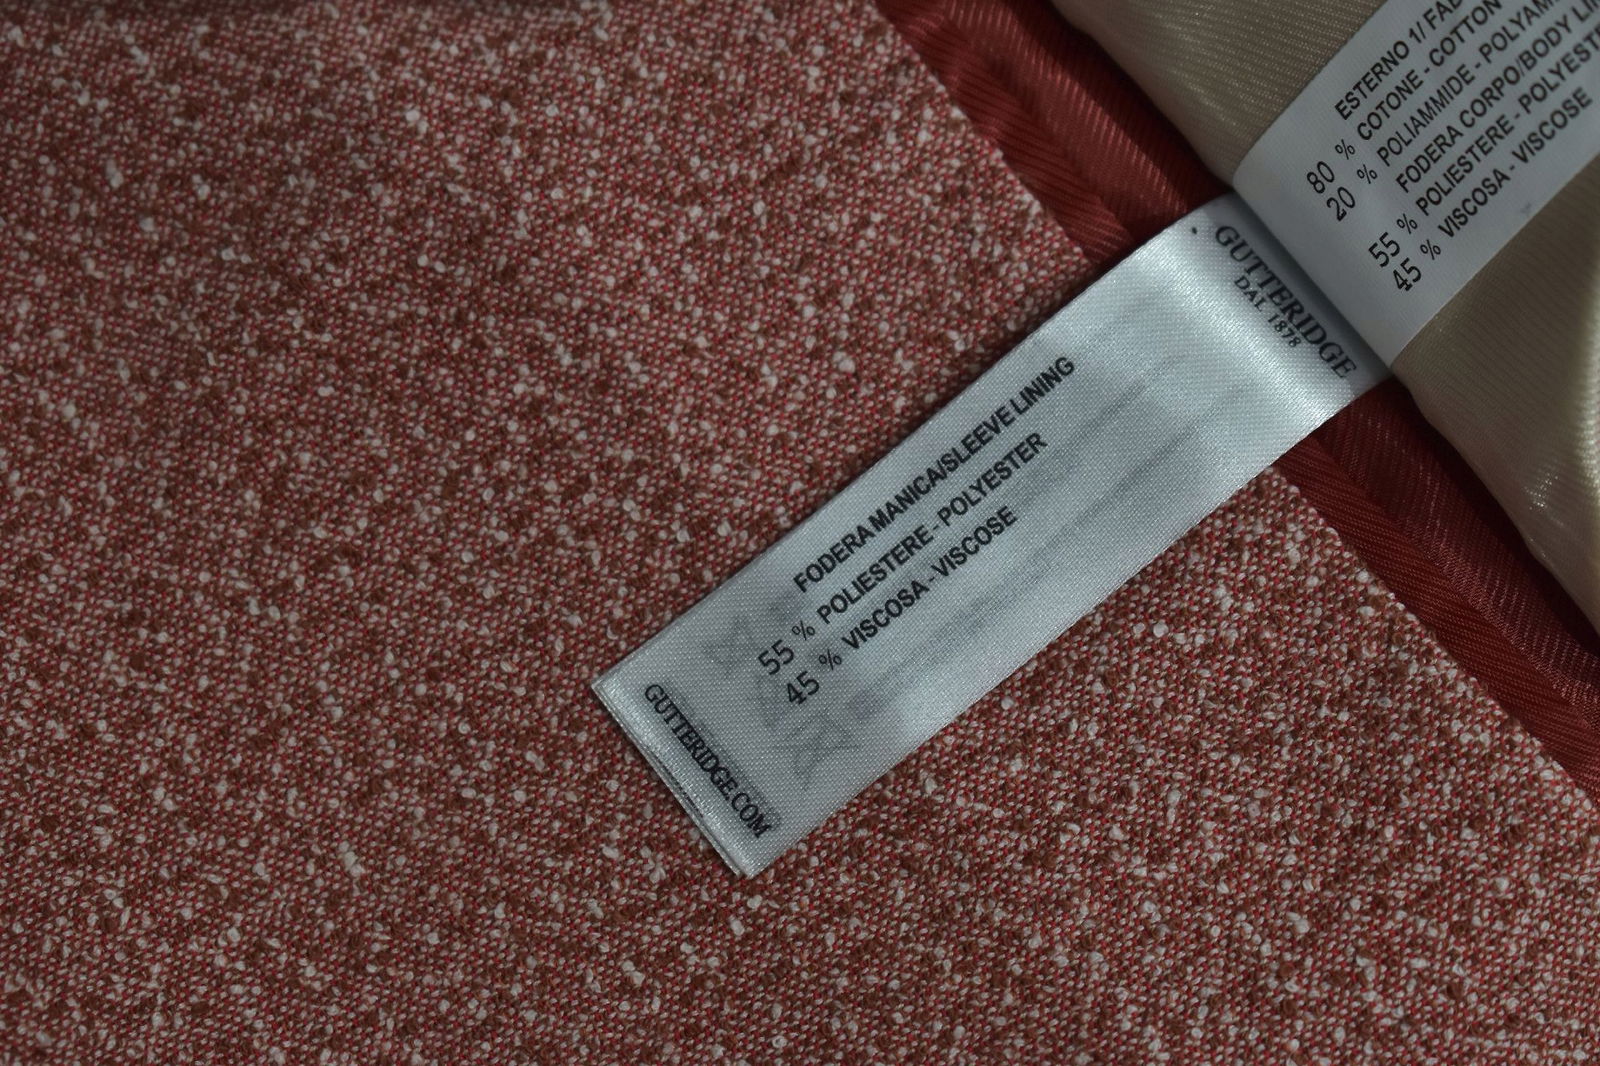 ESTERNO 1/ FAB
80 % COTONE - COTTON
20 % POLIAMMIDE - POLYAM
FODERA CORPO/BODY LI
55 % POLIESTERE - POLYEST
45 % VISCOSA - VISCOSE
GUTTERIDGE
DAL 1878
FODERA MANICA/SLEEVE LINING
55 % POLIESTERE - POLYESTER
45 % VISCOSA - VISCOSE
GUTTERIDGE.COM